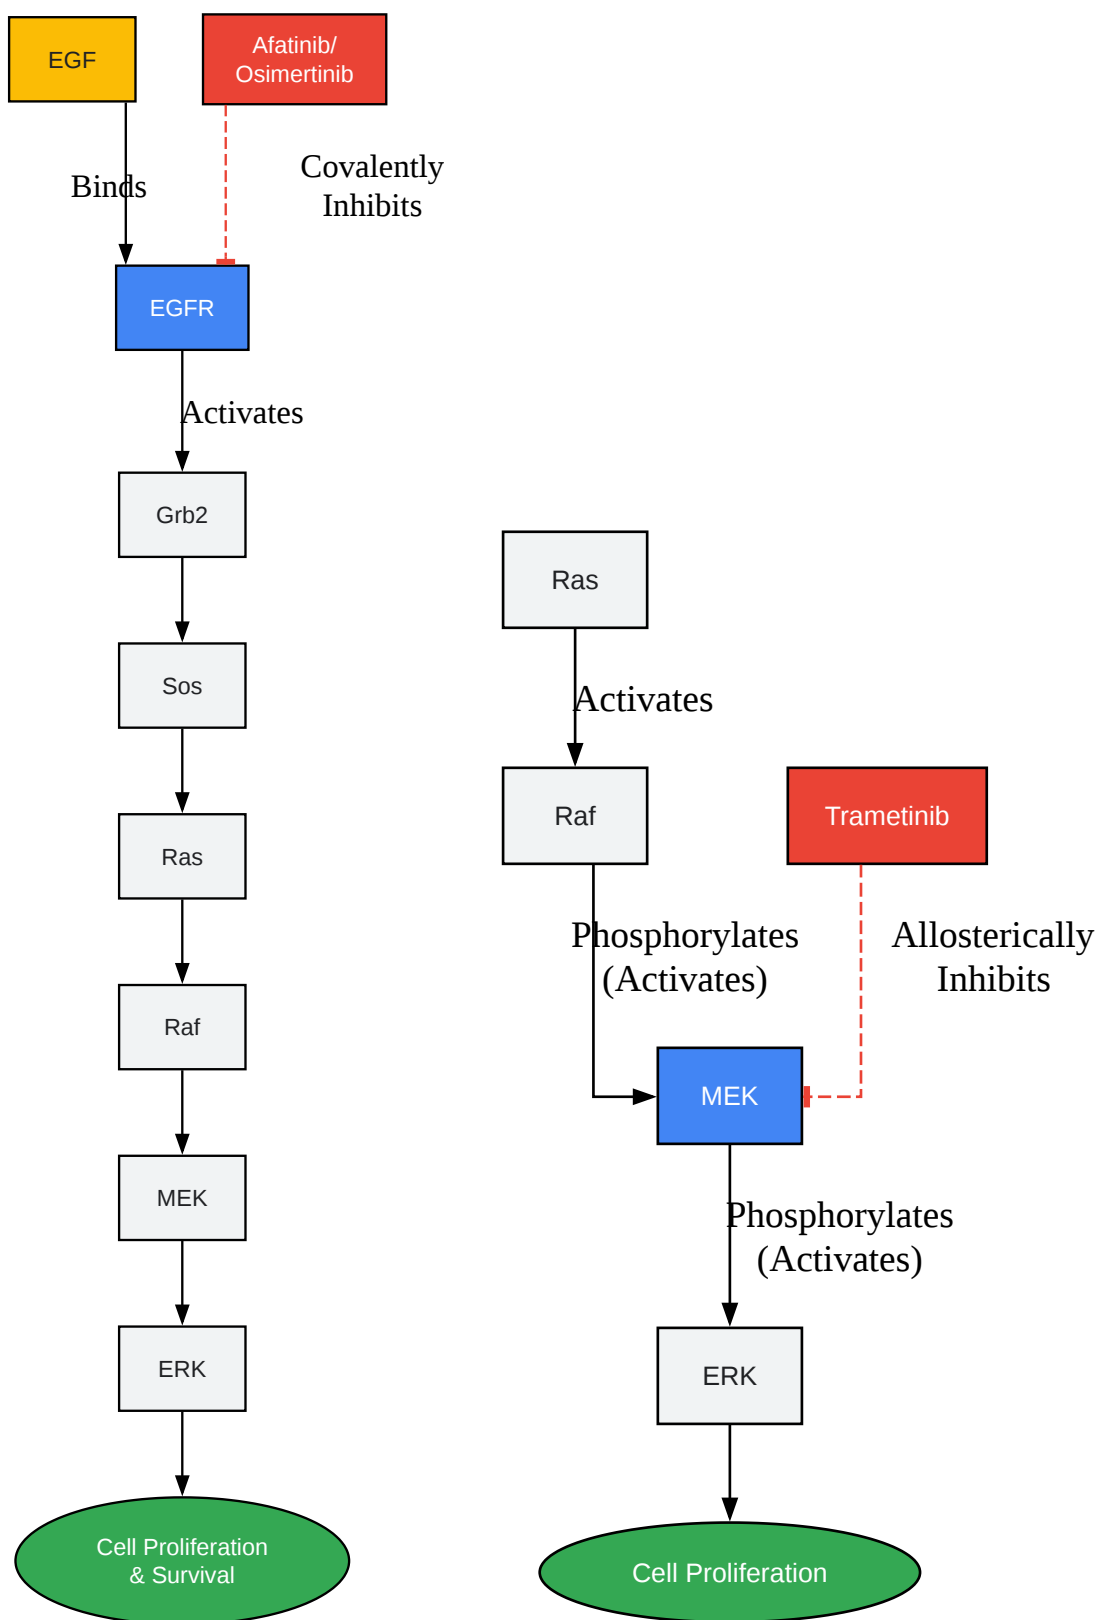 EGF
Afatinib/
Osimertinib
Binds
Covalently
Inhibits
EGFR
Activates
Grb2
Sos
Ras
Raf
MEK
ERK
Cell Proliferation
& Survival
Ras
Activates
Raf
Trametinib
Phosphorylates
(Activates)
Allosterically
Inhibits
MEK
Phosphorylates
(Activates)
ERK
Cell Proliferation